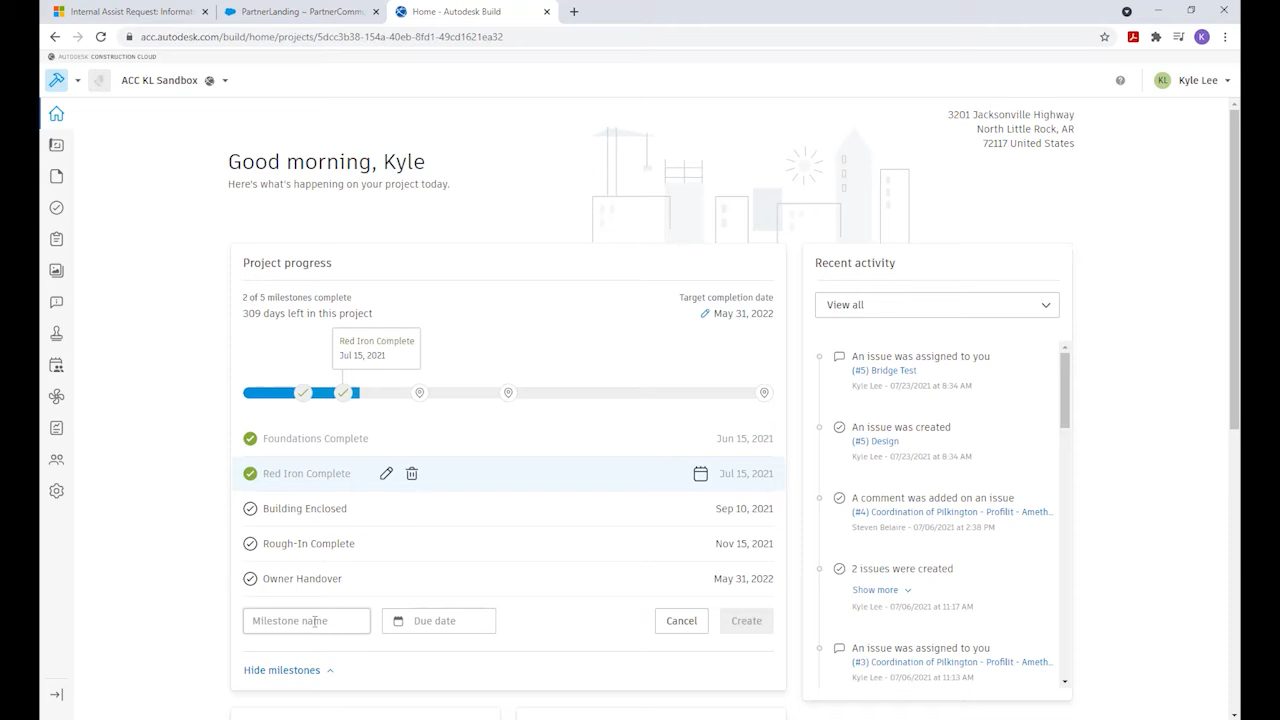 Internal Assist Request: Informat
PartnerLanding ~ PartnerCommu
Home - Autodesk Build
acc.autodesk.com/build/home/projects/5dcc3b38-154a-40eb-8fd1-49cd1621ea32
K
AUTODESK CONSTRUCTION CLOUD
ACC KL Sandbox
KL
Kyle Lee
3201 Jacksonville Highway
North Little Rock, AR
72117 United States
Good morning, Kyle
Here's what's happening on your project today.
Project progress
2 of 5 milestones complete
309 days left in this project
Target completion date
May 31, 2022
Red Iron Complete
Jul 15, 2021
Foundations Complete
Jun 15, 2021
Red Iron Complete
Jul 15, 2021
Building Enclosed
Sep 10, 2021
Rough-In Complete
Nov 15, 2021
Owner Handover
May 31, 2022
Milestone name
Due date
Cancel
Create
Hide milestones
Recent activity
View all
An issue was assigned to you
(#5) Bridge Test
Kyle Lee - 07/23/2021 at 8:34 AM
An issue was created
(#5) Design
Kyle Lee - 07/23/2021 at 8:34 AM
A comment was added on an issue
(#4) Coordination of Pilkington - Profilit - Ameth...
Steven Belaire - 07/06/2021 at 2:38 PM
2 issues were created
Show more
Kyle Lee - 07/06/2021 at 11:17 AM
An issue was assigned to you
(#3) Coordination of Pilkington - Profilit - Ameth...
Kyle Lee - 07/06/2021 at 11:13 AM